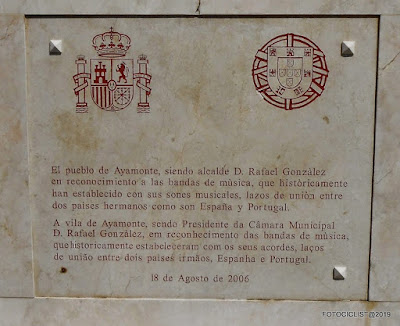 El pueblo de Ayamonte, siendo alcalde D. Rafael González
en reconocimiento a las bandas de música, que históricamente
han establecido con sus sones musicales, lazos de unión entre
dos países hermanos como son España y Portugal.
A vila de Ayamonte, sendo Presidente da Câmara Municipal
D. Rafael González, em reconhecimento das bandas de música,
que historicamente estabeleceram com os seus acordes, laços
de união entre dois países irmãos, Espanha e Portugal.
18 de Agosto de 2006
FOTOCICLIST@2019